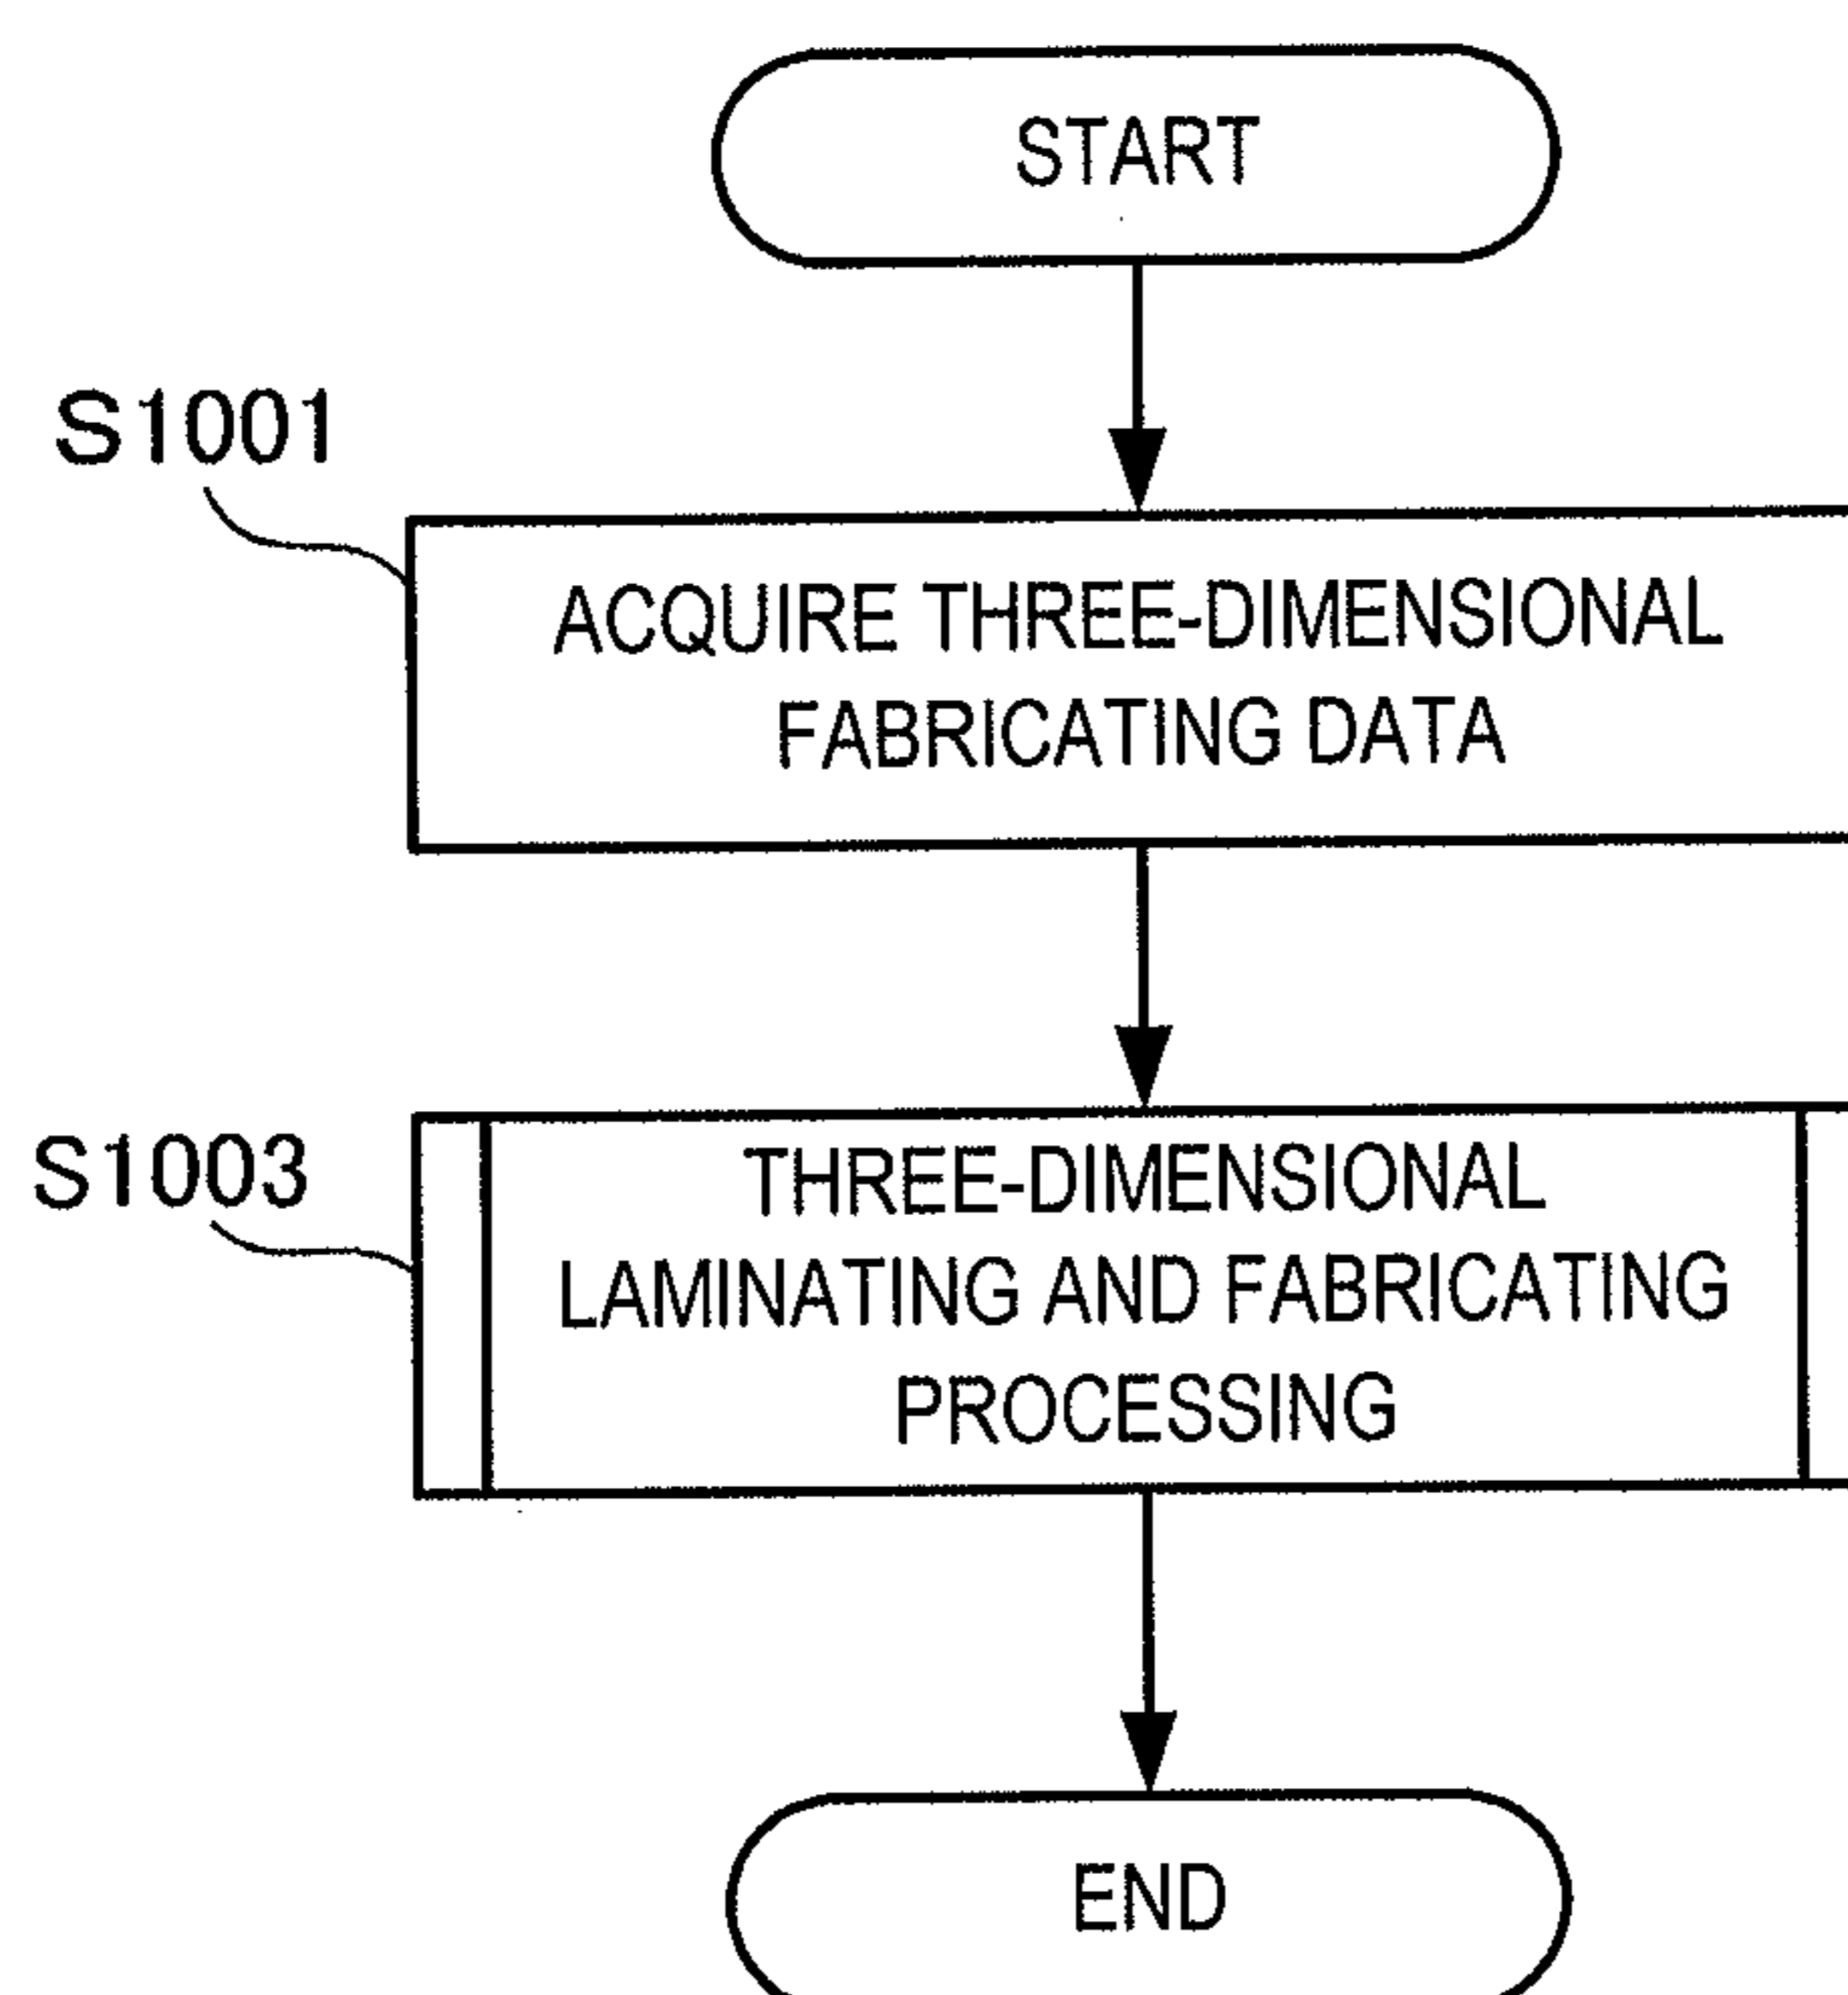 START
S1001
ACQUIRE THREE-DIMENSIONAL
FABRICATING DATA
S1003
THREE-DIMENSIONAL
LAMINATING AND FABRICATING
PROCESSING
END